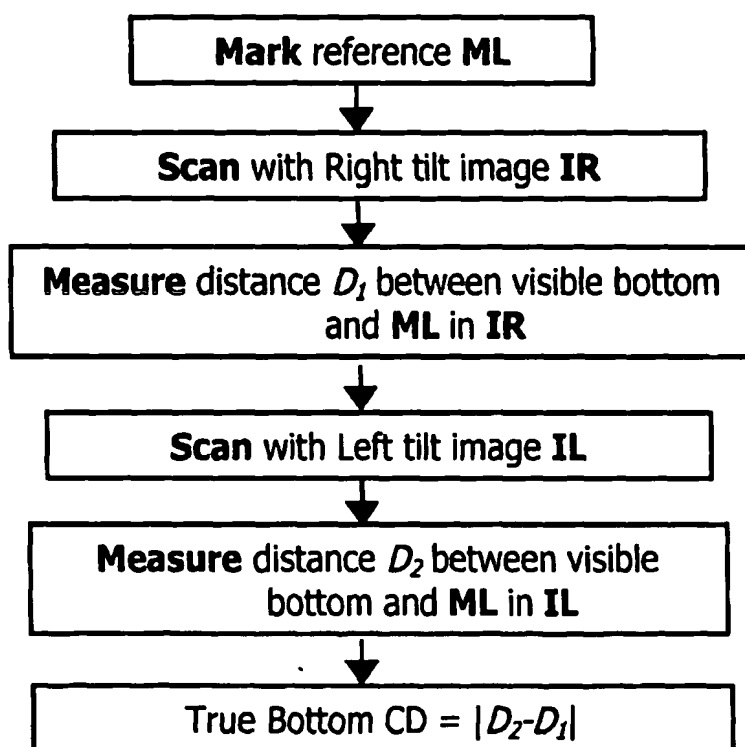 Mark reference ML
Scan with Right tilt image IR
Measure distance D₁ between visible bottom
and ML in IR
Scan with Left tilt image IL
Measure distance D₂ between visible
bottom and ML in IL
True Bottom CD = |D₂-D₁|